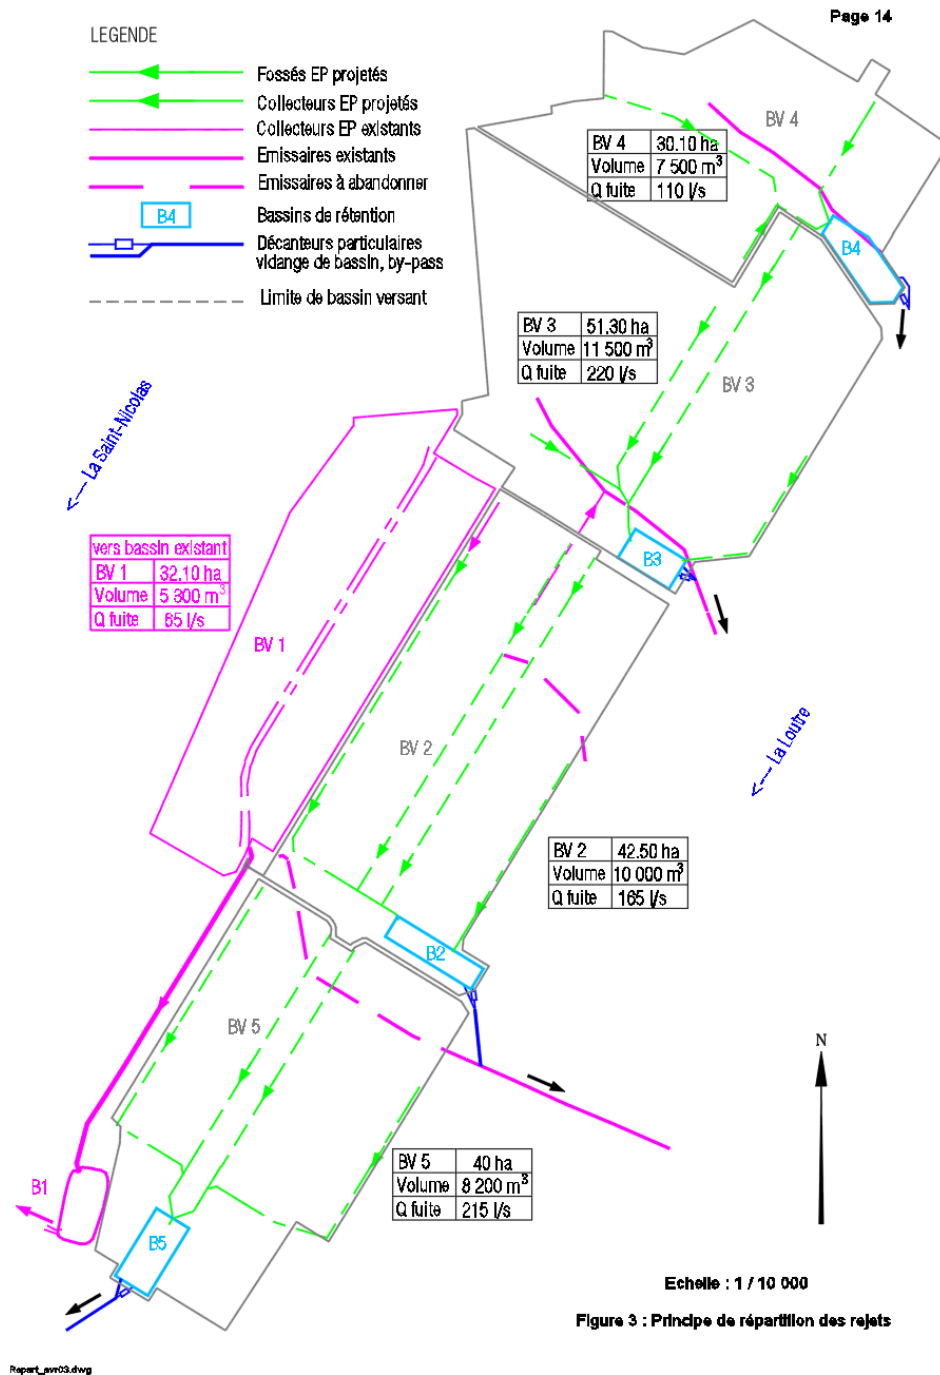 Page 14
LEGENDE
Fossés EP projetés
Collecteurs EP projetés
Collecteurs EP existants
Emissaires existants
Emissaires à abandonner
B4
Bassins de rétention
Décanteurs particulaires
vidange de bassin, by-pass
Limite de bassin versant
BV 4
BV 4 30.10 ha
Volume 7 500 m³
Q fuite 110 l/s
B4
BV 3 51.30 ha
Volume 11 500 m³
Q fuite 220 l/s
BV 3
<--- La Saint-Nicolas
vers bassin existant
BV 1 32.10 ha
Volume 5 300 m³
Q fuite 65 l/s
B3
BV 1
BV 2
<--- La Loutre
BV 2 42.50 ha
Volume 10 000 m³
Q fuite 165 l/s
B2
BV 5
N
BV 5 40 ha
Volume 8 200 m³
Q fuite 215 l/s
B1
B5
Echelle : 1 / 10 000
Figure 3 : Principe de répartition des rejets
Repart_avr03.dwg